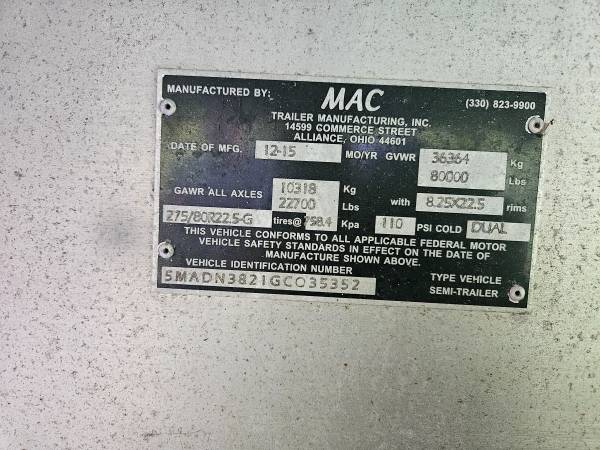 MANUFACTURED BY: MAC (330) 823-9900
TRAILER MANUFACTURING, INC.
14599 COMMERCE STREET
ALLIANCE, OHIO 44601
DATE OF MFG. 12-15 MO/YR GVWR 36364 Kg
80000 Lbs
GAWR ALL AXLES 10318 Kg
22700 Lbs with 8.25X22.5 rims
275/80R22.5-G tires@ 758.4 Kpa 110 PSI COLD DUAL
THIS VEHICLE CONFORMS TO ALL APPLICABLE FEDERAL MOTOR
VEHICLE SAFETY STANDARDS IN EFFECT ON THE DATE OF
MANUFACTURE SHOWN ABOVE.
VEHICLE IDENTIFICATION NUMBER TYPE VEHICLE
5MADN3821GC035352 SEMI-TRAILER